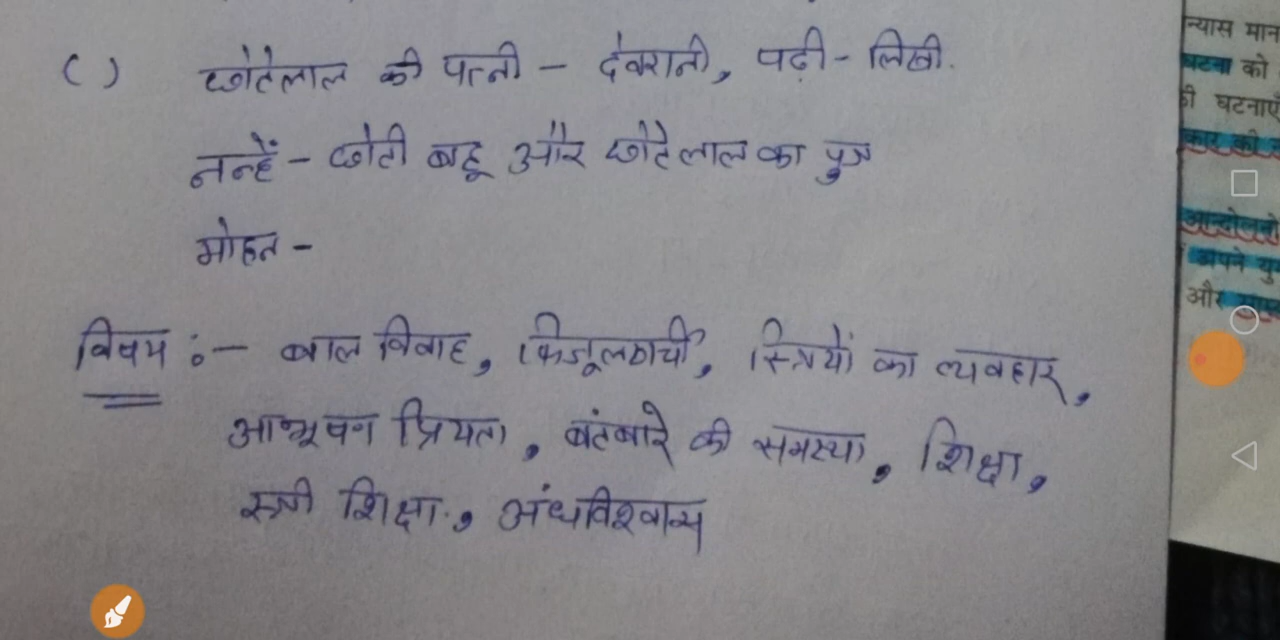 ( ) छोटेलाल की पत्नी - देवरानी, पढ़ी - लिखी.
नन्हें - छोटी बहू और छोटेलाल का पुत्र
मोहन -
विषय :- बाल विवाह, फिजूलखर्ची, स्त्रियों का व्यवहार,
आभूषण प्रियता, बंटबारे की समस्या, शिक्षा,
स्त्री शिक्षा, अंधविश्वास
न्यास मान
घटना को
ी घटनाएँ
कार की
आन्दोलनों
अपने यु
और